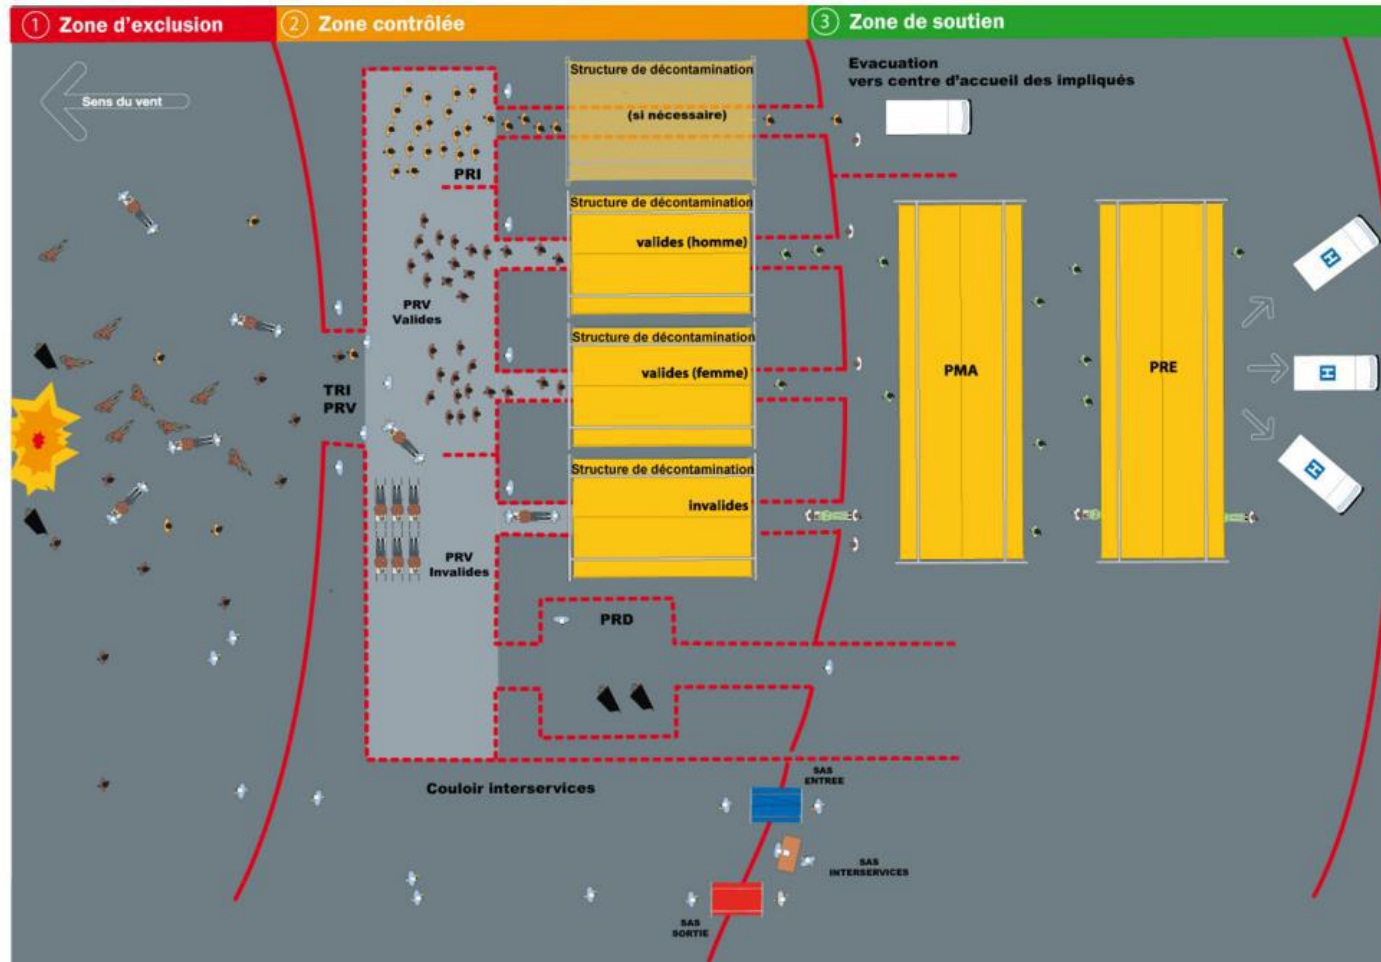 1 Zone d'exclusion
2 Zone contrôlée
3 Zone de soutien
Sens du vent
Structure de décontamination
(si nécessaire)
Evacuation
vers centre d'accueil des impliqués
PRI
Structure de décontamination
valides (homme)
PRV
Valides
Structure de décontamination
valides (femme)
TRI
PRV
PMA
PRE
H
H
H
Structure de décontamination
invalides
PRV
Invalides
PRD
Couloir interservices
SAS
ENTREE
SAS
INTERSERVICES
SAS
SORTIE